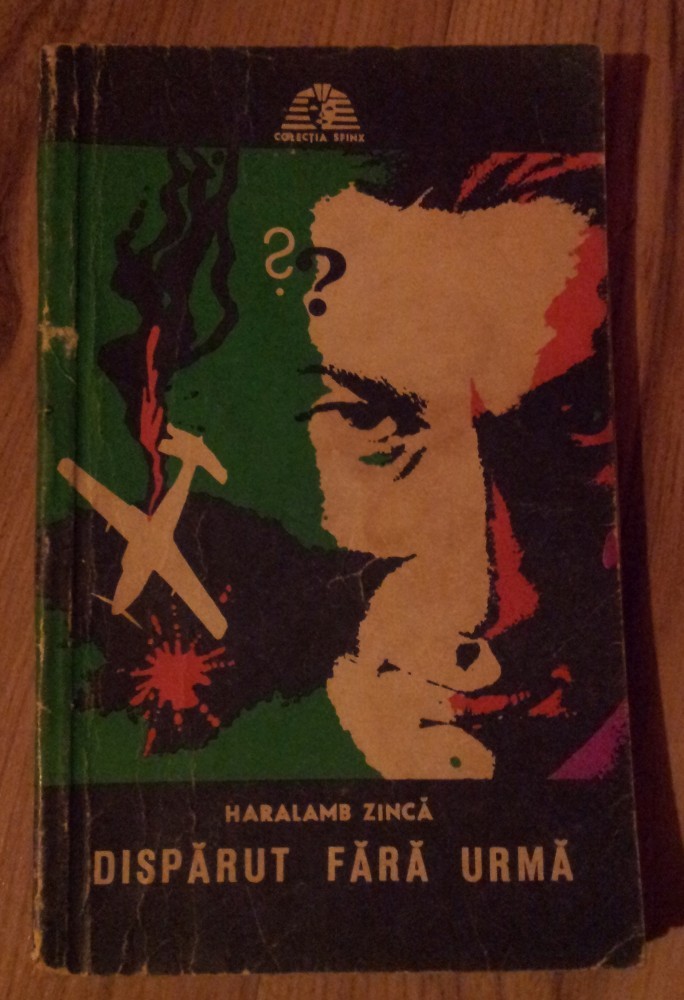 COLECȚIA SFINX
??
HARALAMB ZINCĂ
DISPĂRUT FĂRĂ URMĂ